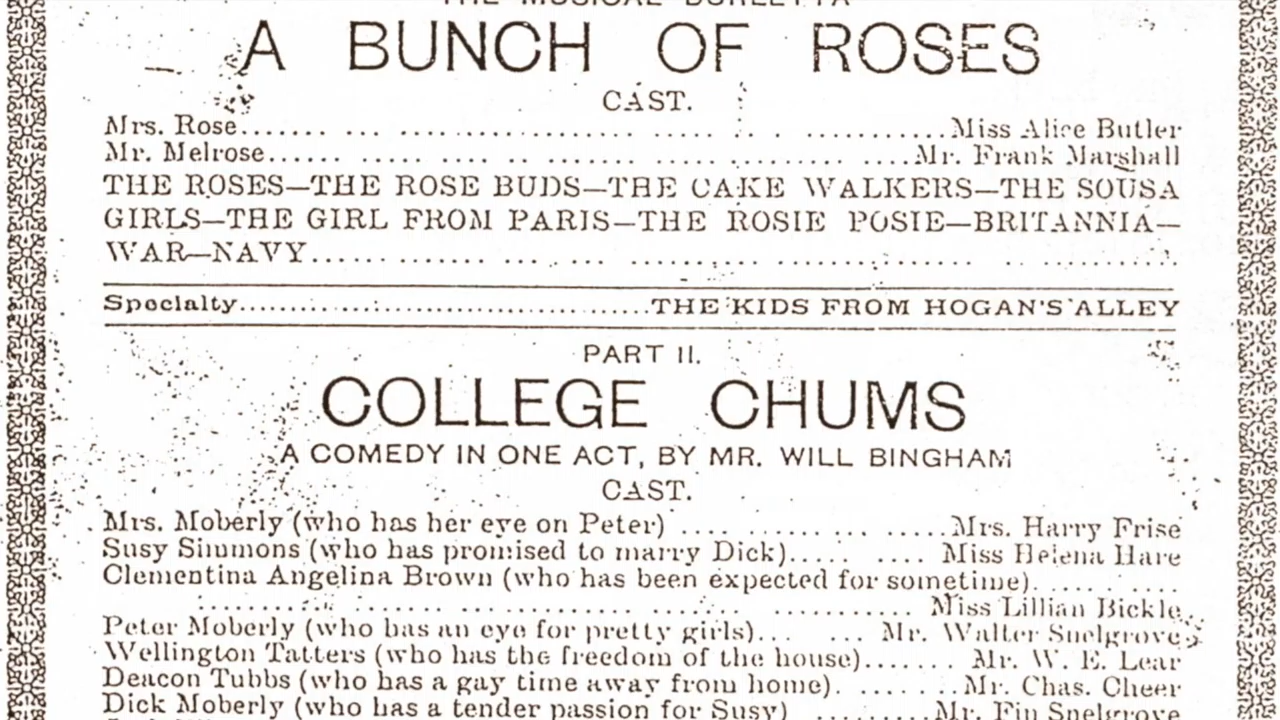 THE MUSICAL BURLETTA
A BUNCH OF ROSES
CAST.
Mrs. Rose....... ... ............... ..... . . ..........Miss Alice Butler
Mr. Melrose...... .... .... .. ..... .... ........ .. ....Mr. Frank Marshall
THE ROSES—THE ROSE BUDS—THE CAKE WALKERS—THE SOUSA
GIRLS—THE GIRL FROM PARIS—THE ROSIE POSIE—BRITANNIA—
WAR—NAVY...... ....... ... .. ... ........ ............... .. ..........
Specialty.................................THE KIDS FROM HOGAN'S ALLEY
PART II.
COLLEGE CHUMS
A COMEDY IN ONE ACT, BY MR. WILL BINGHAM
CAST.
Mrs. Moberly (who has her eye on Peter) ............ .. ......Mrs. Harry Frise
Susy Simmons (who has promised to marry Dick)..... .... Miss Helena Hare
Clementina Angelina Brown (who has been expected for sometime)..... ......
............. .................. ... ........ ........... Miss Lillian Bickle
Peter Moberly (who has an eye for pretty girls)... ... Mr. Walter Snelgrove
Wellington Tatters (who has the freedom of the house)....... Mr. W. E. Lear
Deacon Tubbs (who has a gay time away from home). ........Mr. Chas. Cheer
Dick Moberly (who has a tender passion for Susy) .........Mr. Fin Snelgrove